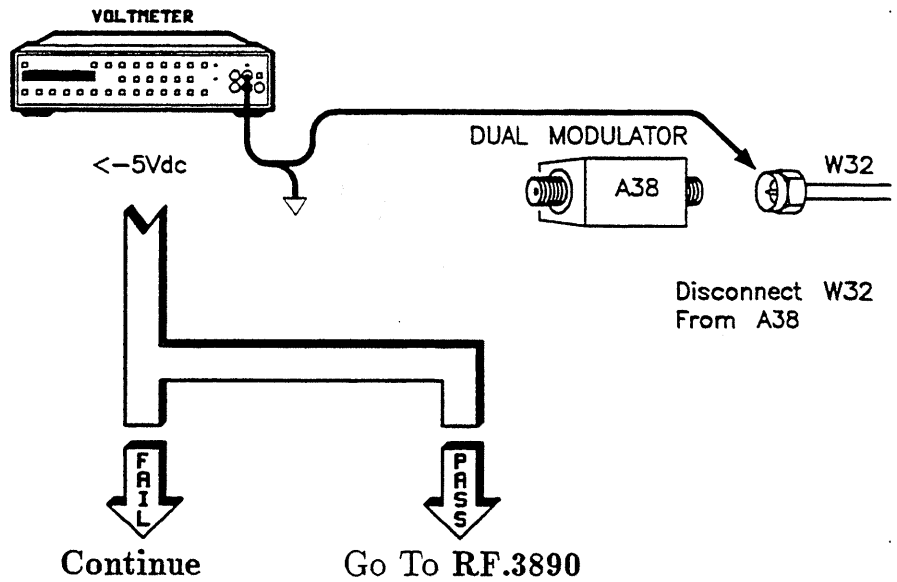 VOLTMETER
DUAL MODULATOR
<-5Vdc
A38
W32
Disconnect W32
From A38
FAIL
PASS
Continue
Go To RF.3890